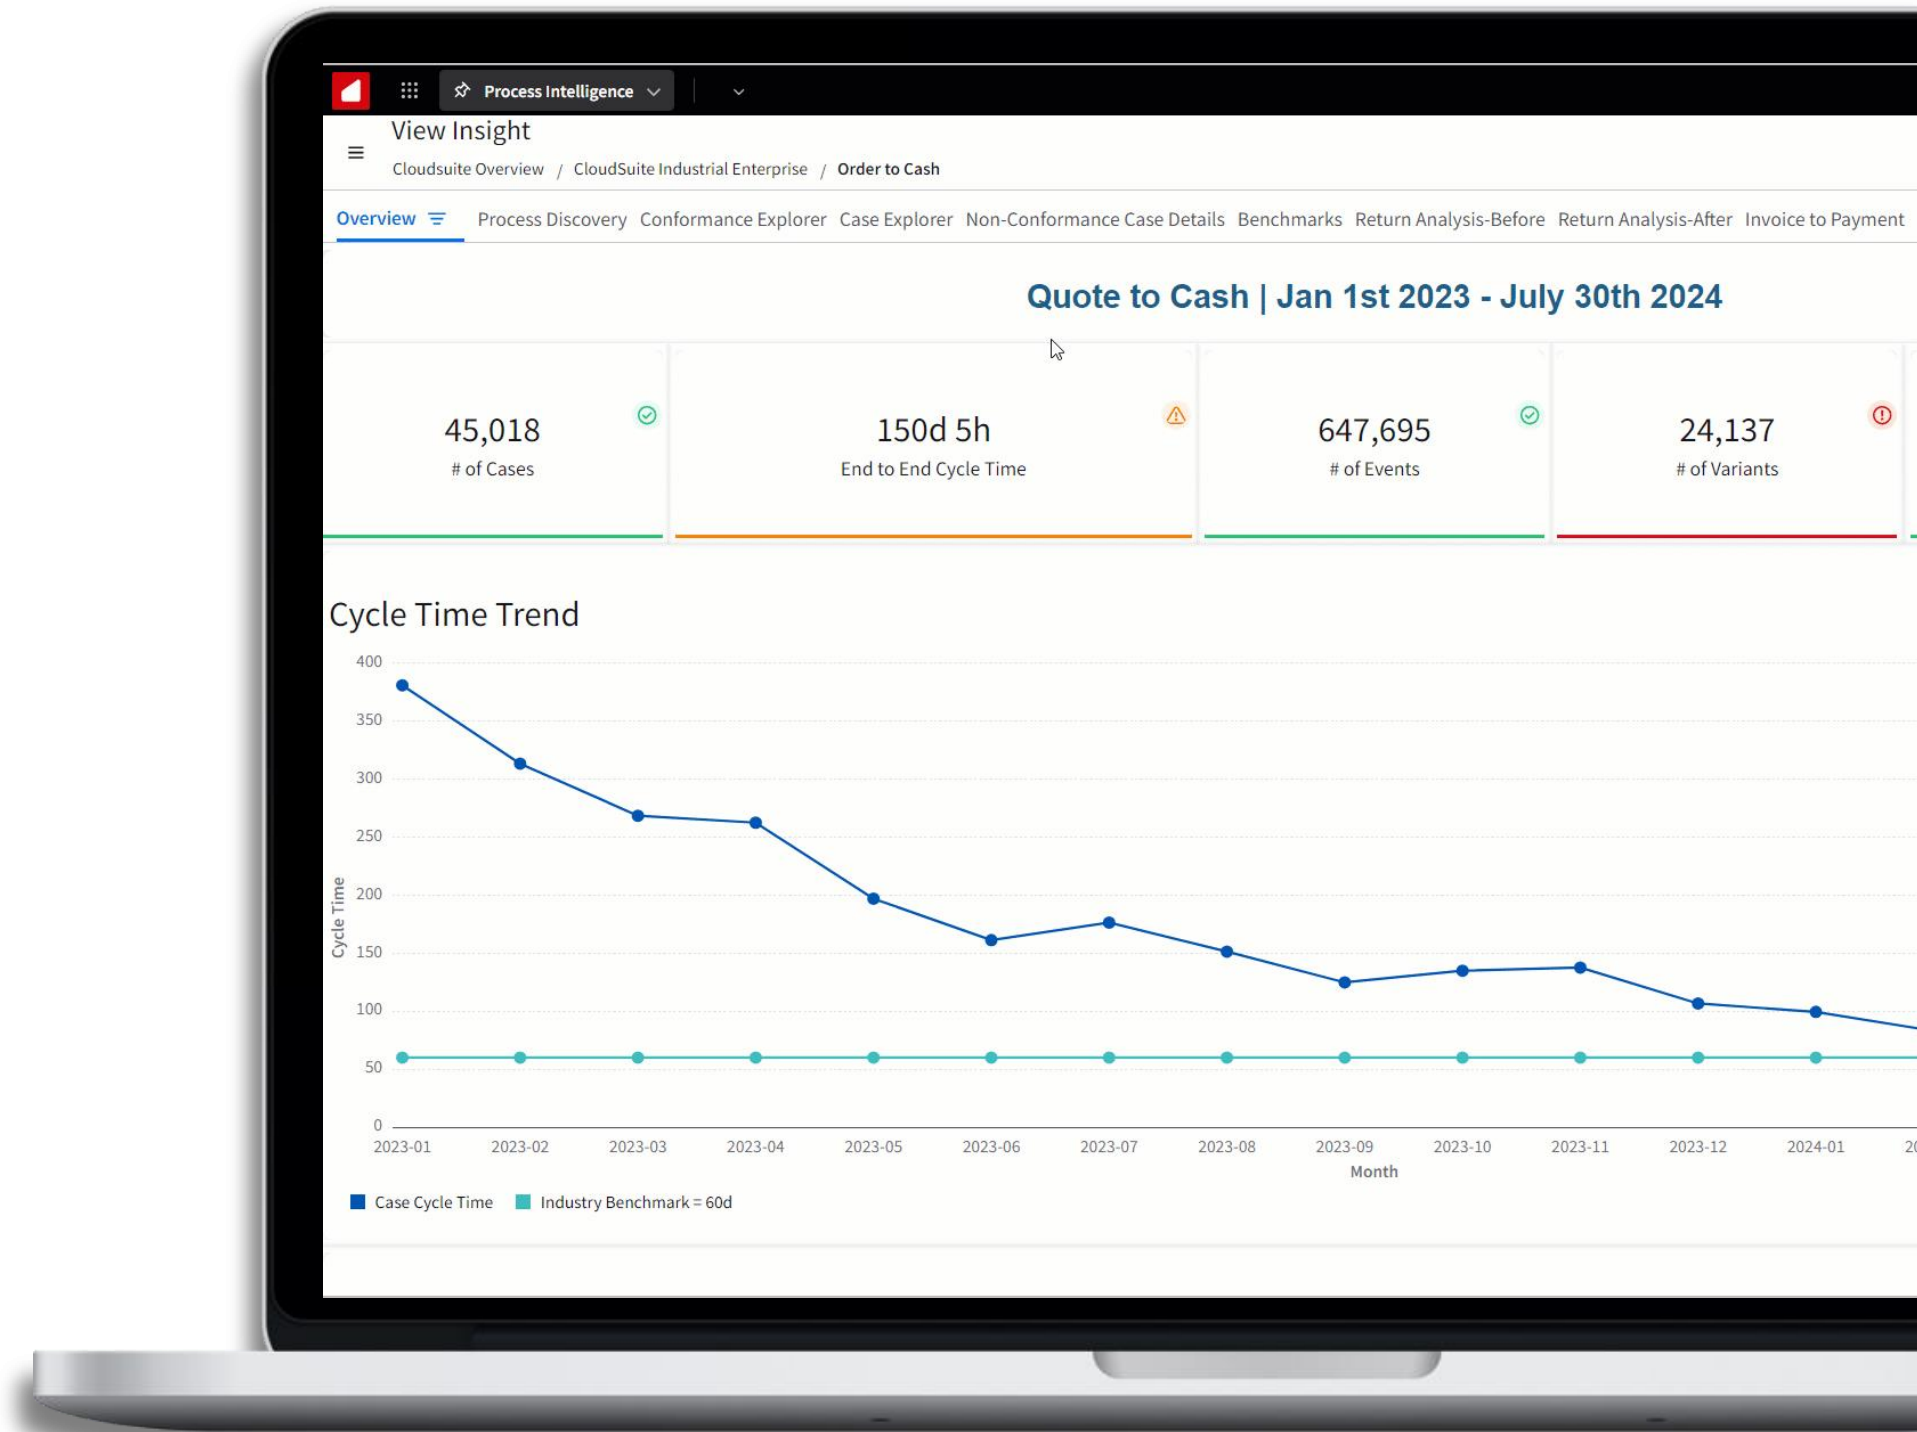 Process Intelligence
View Insight
Cloudsuite Overview / CloudSuite Industrial Enterprise / Order to Cash
Overview Process Discovery Conformance Explorer Case Explorer Non-Conformance Case Details Benchmarks Return Analysis-Before Return Analysis-After Invoice to Payment
Quote to Cash | Jan 1st 2023 - July 30th 2024
45,018 150d 5h 647,695 24,137
# of Cases End to End Cycle Time # of Events # of Variants
Cycle Time Trend
400
350
300
250
200
150
100
50
0
Cycle Time
2023-01 2023-02 2023-03 2023-04 2023-05 2023-06 2023-07 2023-08 2023-09 2023-10 2023-11 2023-12 2024-01
Month
Case Cycle Time Industry Benchmark = 60d